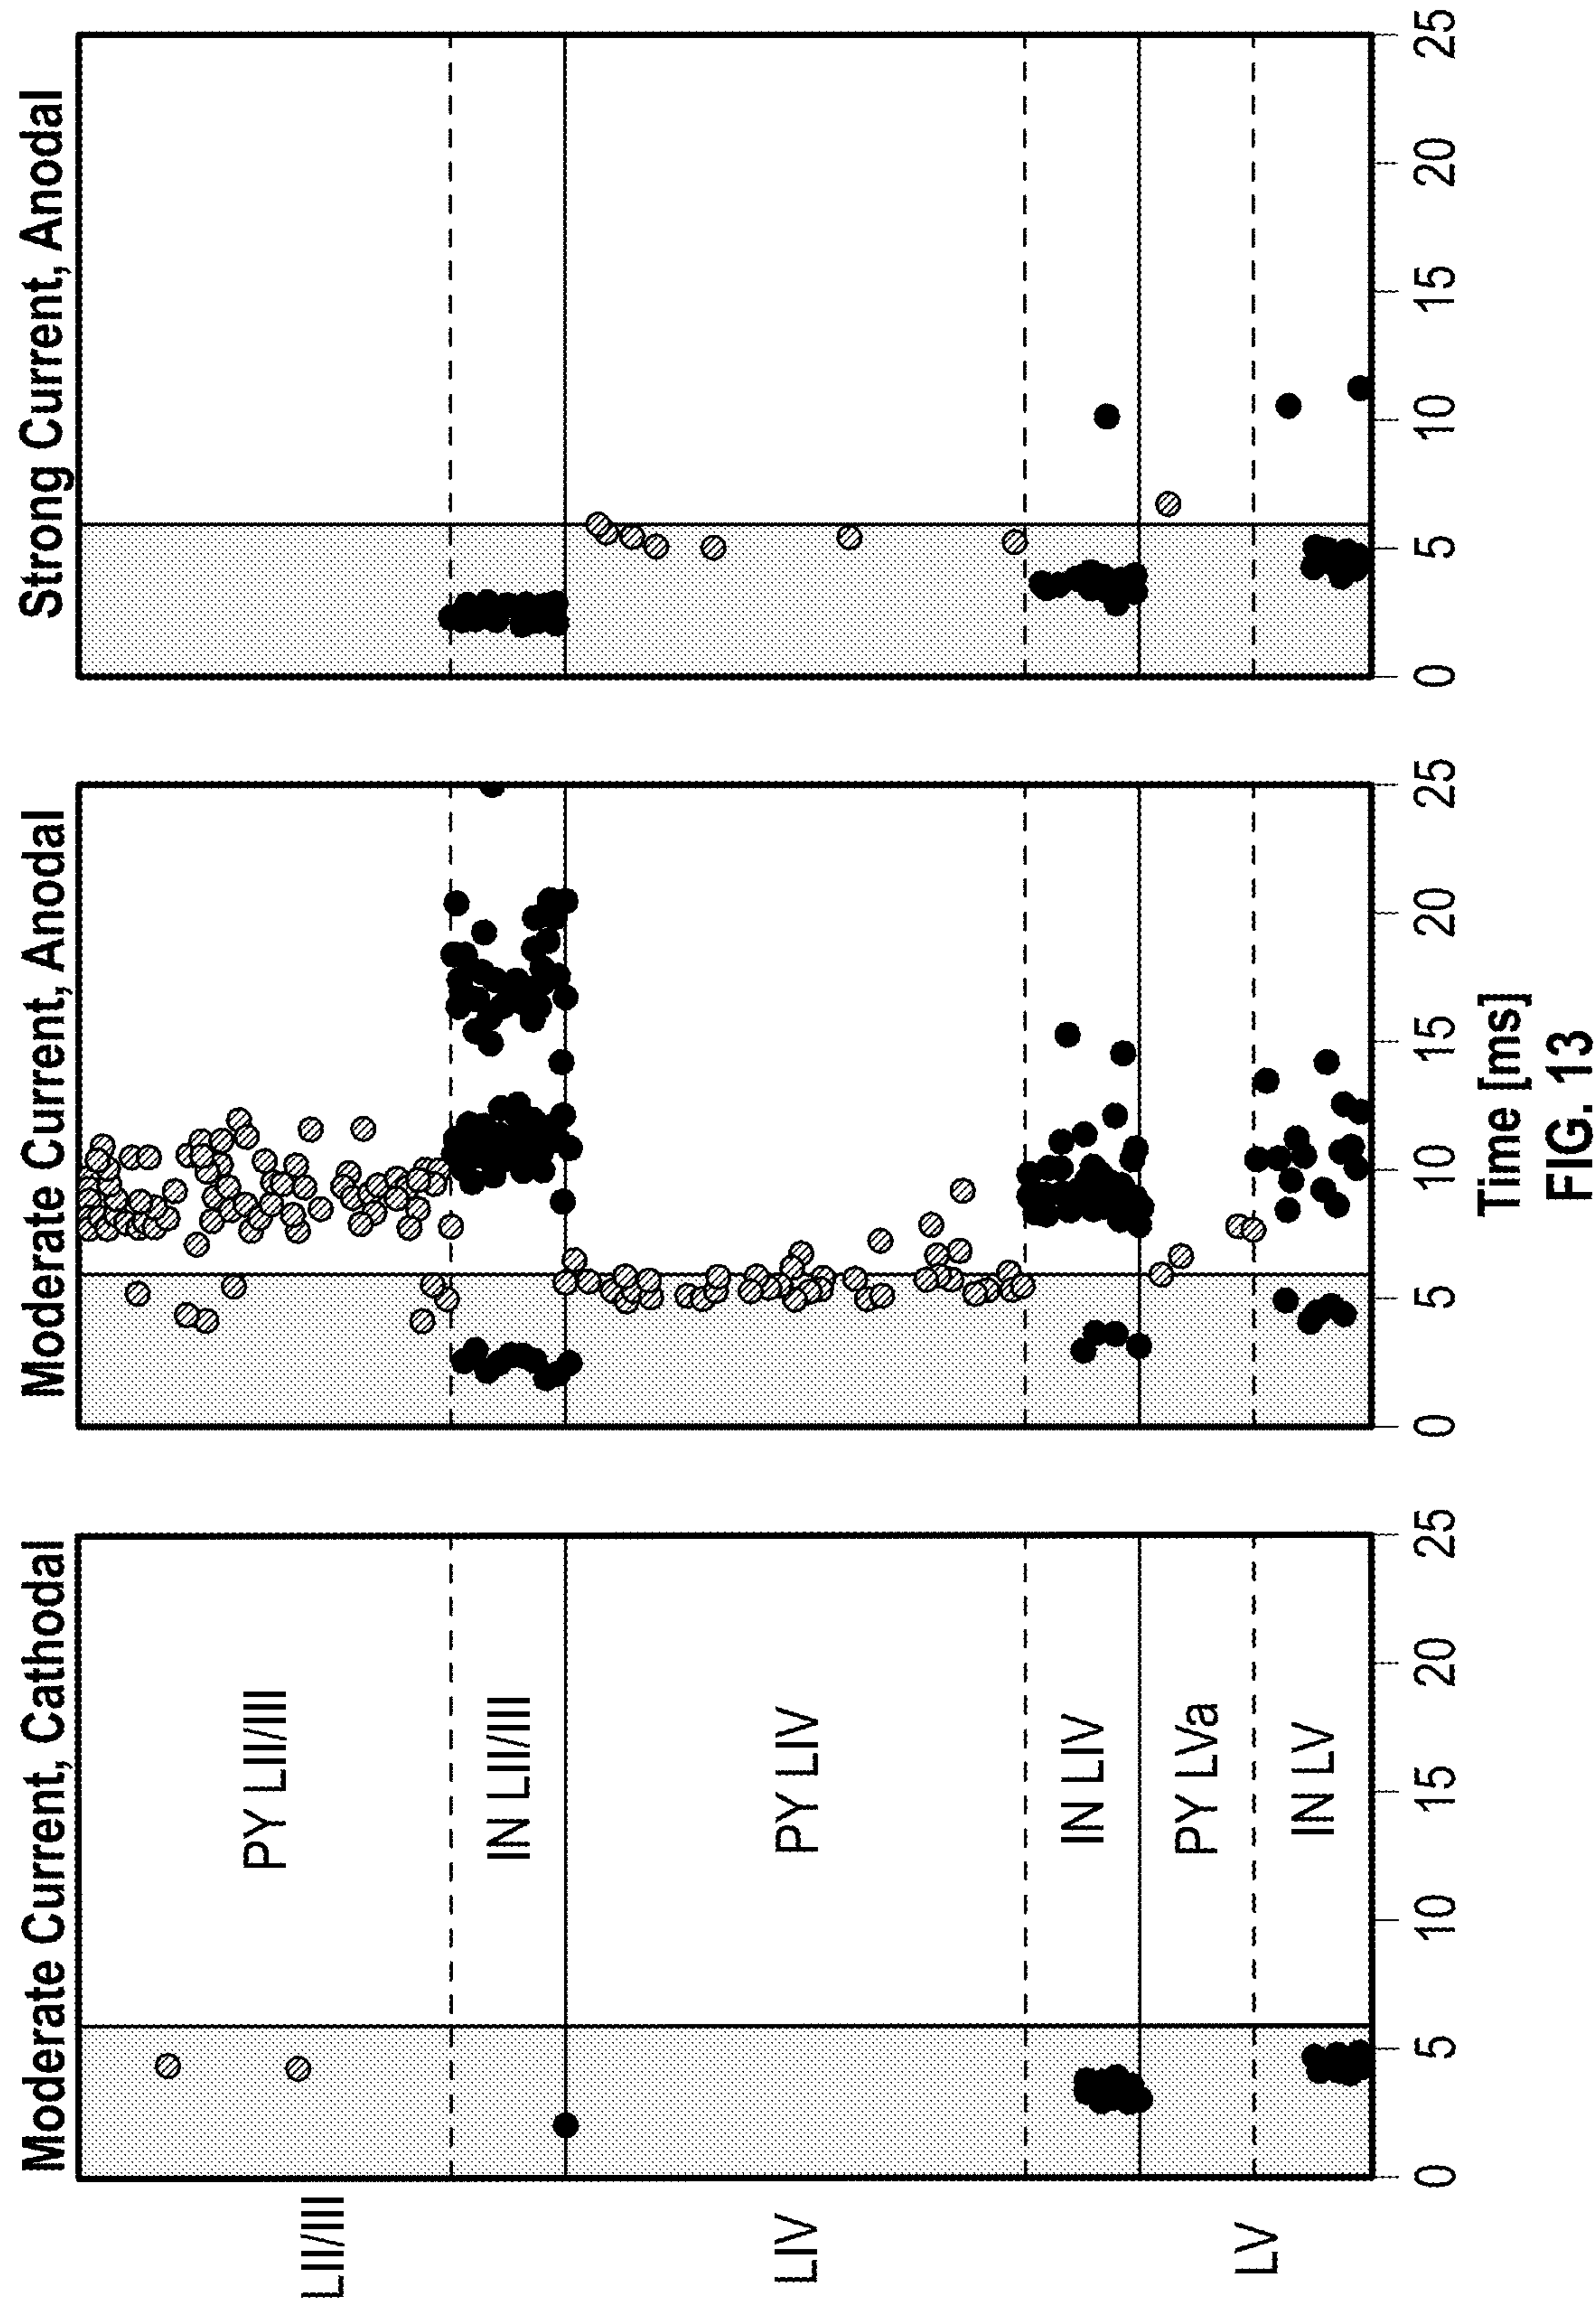 Moderate Current, Cathodal
Moderate Current, Anodal
Strong Current, Anodal
LII/III
PY LII/III
IN LII/III
LIV
PY LIV
IN LIV
LV
PY LVa
IN LV
0 5 10 15 20 25
0 5 10 15 20 25
0 5 10 15 20 25
Time [ms]
FIG. 13